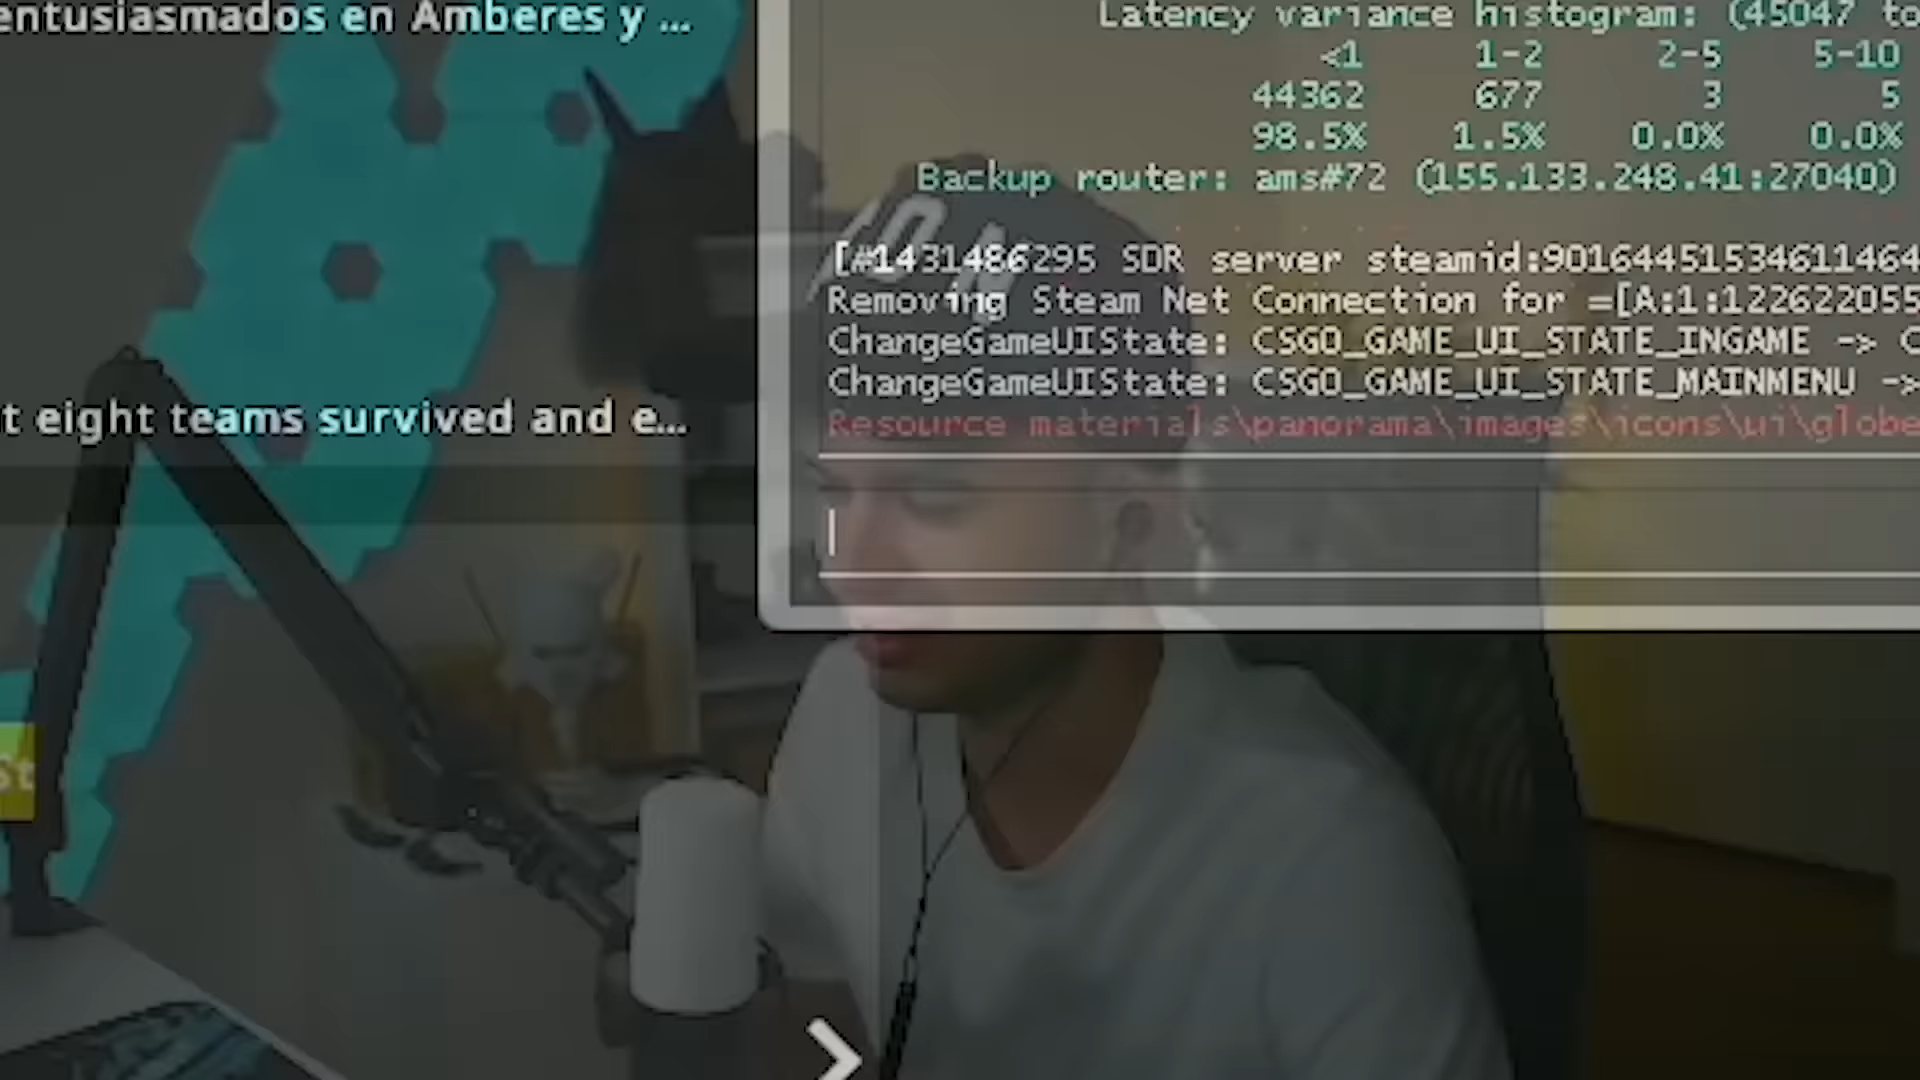 entusiasmados en Amberes y ...
t eight teams survived and e...
St
Latency variance histogram: (45047 to
<1 1-2 2-5 5-10
44362 677 3 5
98.5% 1.5% 0.0% 0.0%
Backup router: ams#72 (155.133.248.41:27040)
[#1431486295 SDR server steamid:90164451534611464
Removing Steam Net Connection for =[A:1:122622055
ChangeGameUIState: CSGO_GAME_UI_STATE_INGAME -> C
ChangeGameUIState: CSGO_GAME_UI_STATE_MAINMENU ->
Resource materials\panorama\images\icons\ui\globe